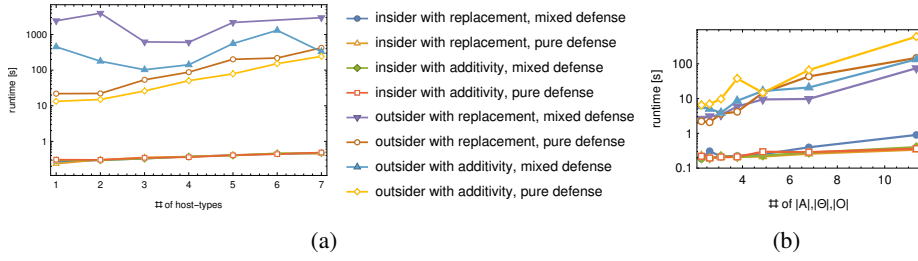 1000
100
10
1
runtime [s]
1 2 3 4 5 6 7
# of host-types
insider with replacement, mixed defense
insider with replacement, pure defense
insider with additivity, mixed defense
insider with additivity, pure defense
outsider with replacement, mixed defense
outsider with replacement, pure defense
outsider with additivity, mixed defense
outsider with additivity, pure defense
100
10
1
0.1
runtime [s]
4 6 8 10
# of |A|,|Θ|,|O|
(a)
(b)